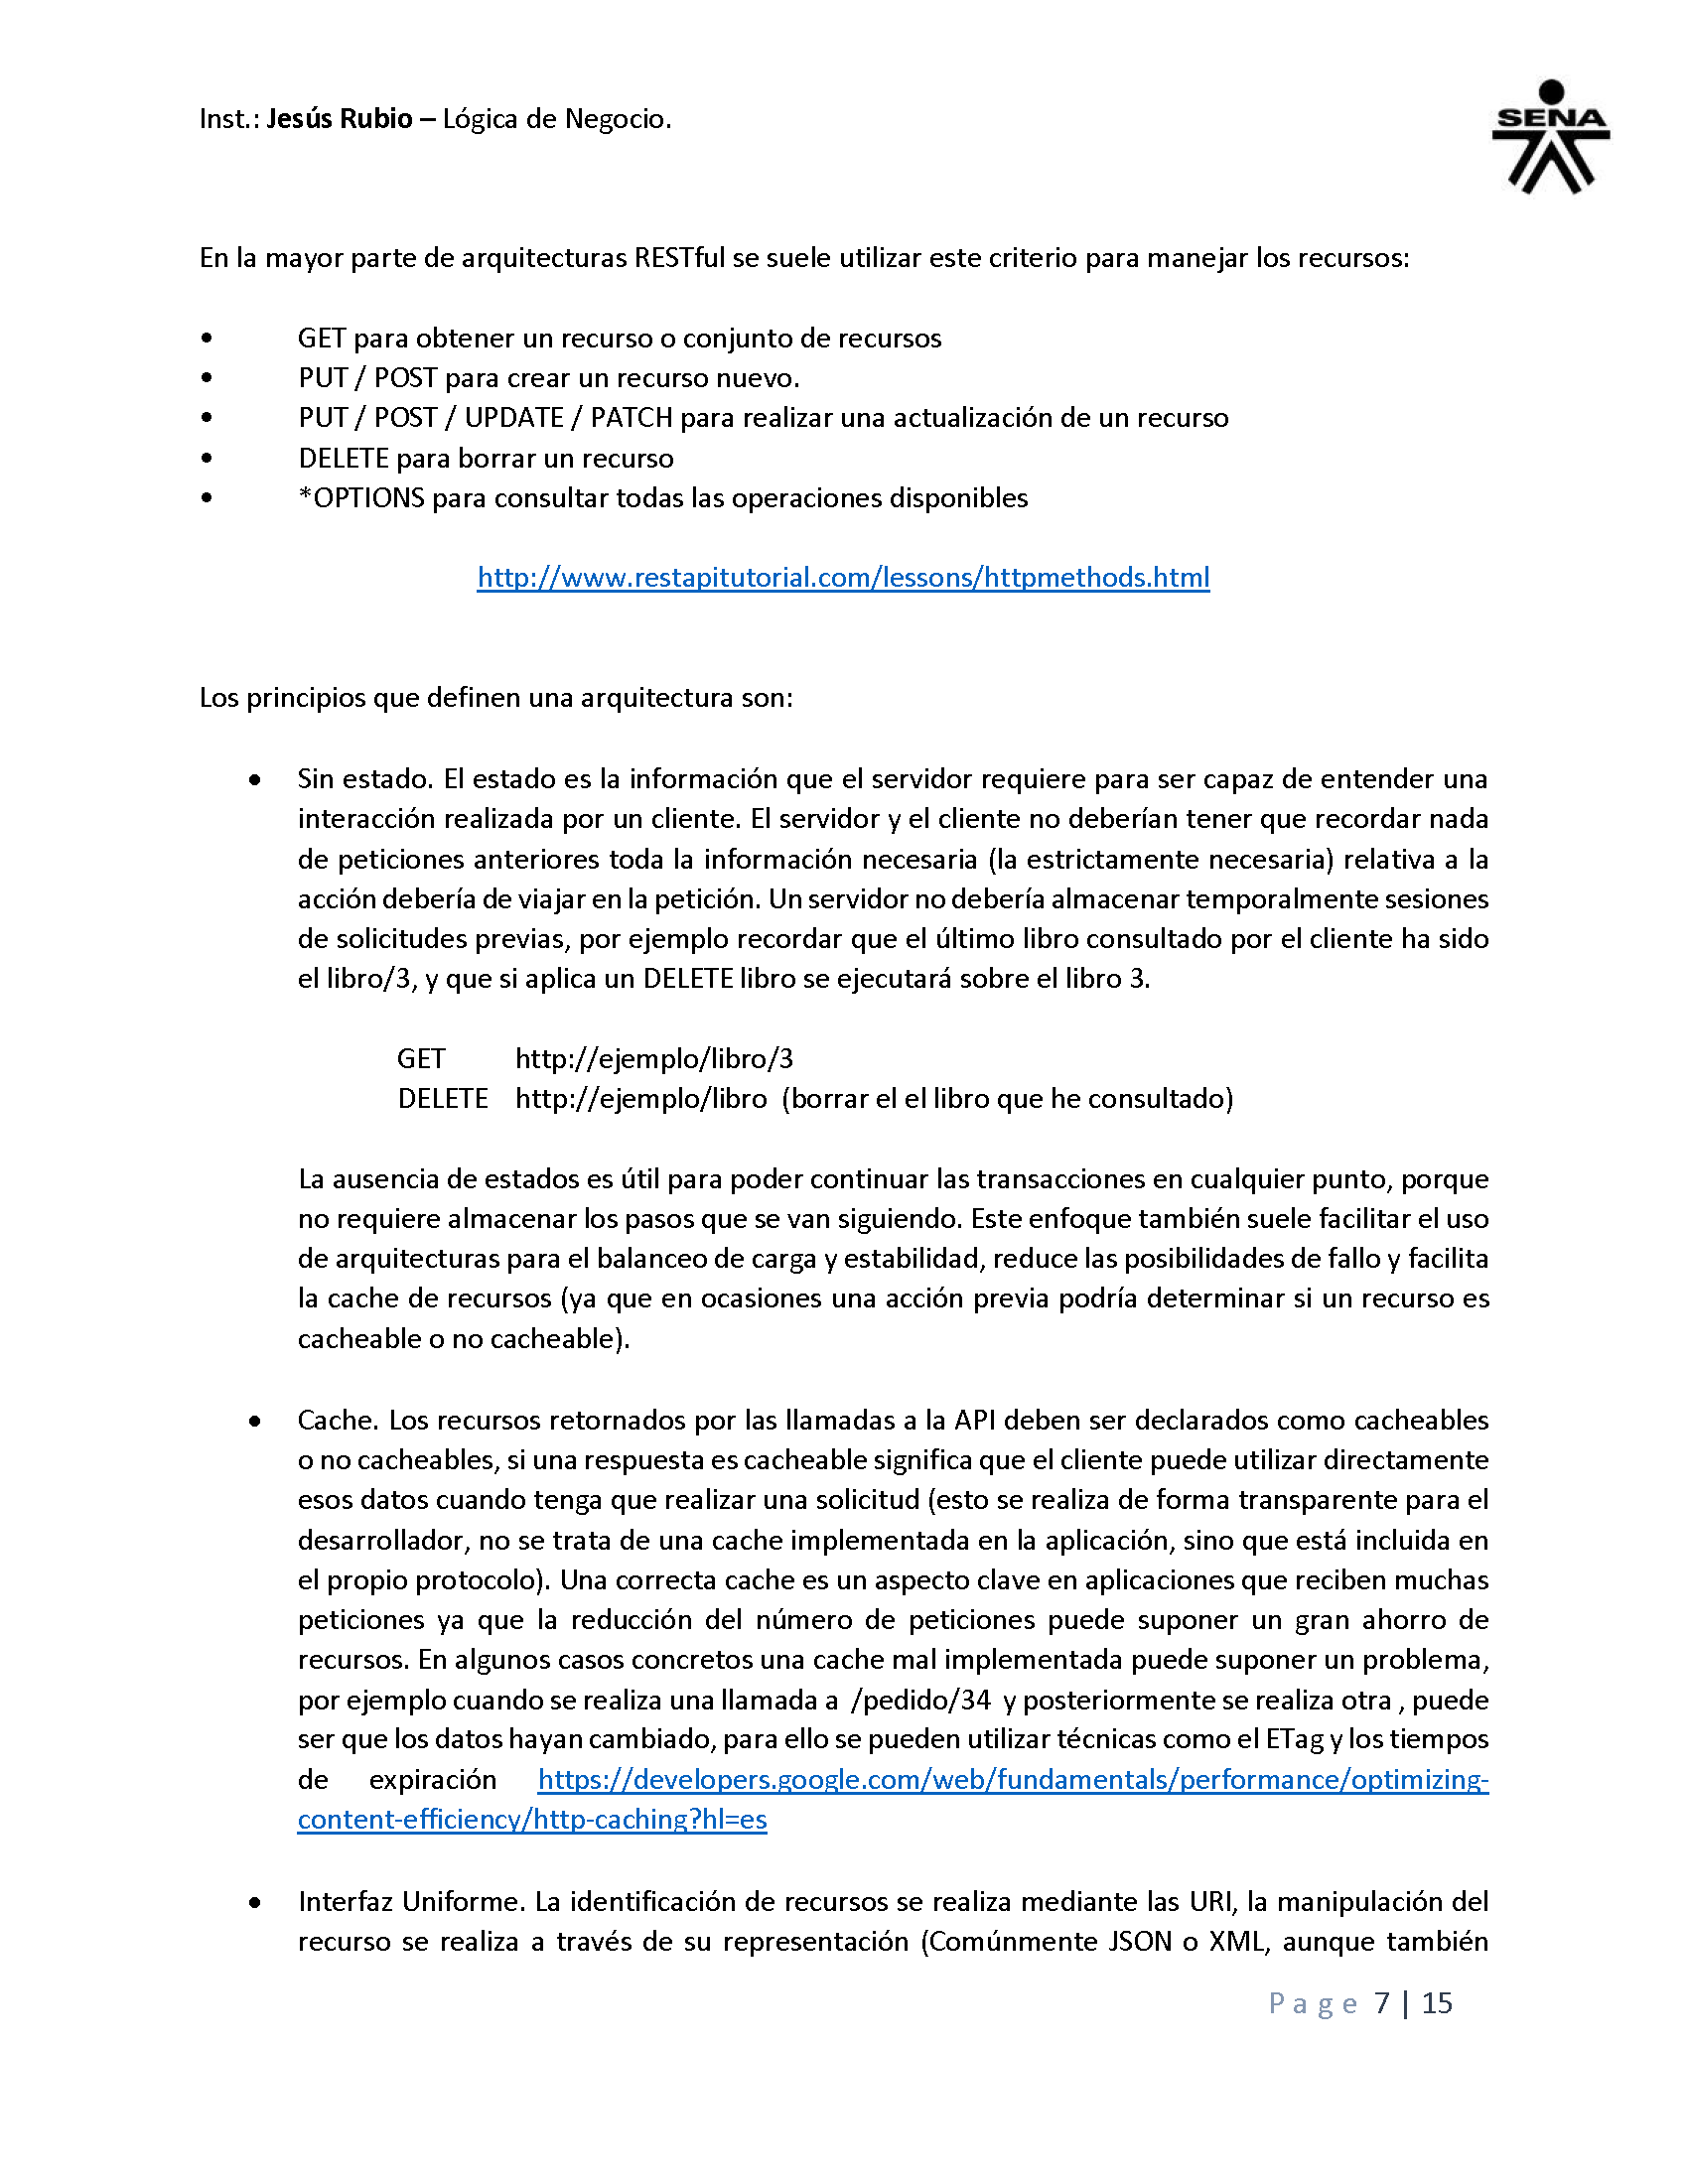 Inst.: Jesús Rubio – Lógica de Negocio.
SENA
En la mayor parte de arquitecturas RESTful se suele utilizar este criterio para manejar los recursos:
• GET para obtener un recurso o conjunto de recursos
• PUT / POST para crear un recurso nuevo.
• PUT / POST / UPDATE / PATCH para realizar una actualización de un recurso
• DELETE para borrar un recurso
• *OPTIONS para consultar todas las operaciones disponibles
http://www.restapitutorial.com/lessons/httpmethods.html
Los principios que definen una arquitectura son:
• Sin estado. El estado es la información que el servidor requiere para ser capaz de entender una
interacción realizada por un cliente. El servidor y el cliente no deberían tener que recordar nada
de peticiones anteriores toda la información necesaria (la estrictamente necesaria) relativa a la
acción debería de viajar en la petición. Un servidor no debería almacenar temporalmente sesiones
de solicitudes previas, por ejemplo recordar que el último libro consultado por el cliente ha sido
el libro/3, y que si aplica un DELETE libro se ejecutará sobre el libro 3.
GET http://ejemplo/libro/3
DELETE http://ejemplo/libro (borrar el el libro que he consultado)
La ausencia de estados es útil para poder continuar las transacciones en cualquier punto, porque
no requiere almacenar los pasos que se van siguiendo. Este enfoque también suele facilitar el uso
de arquitecturas para el balanceo de carga y estabilidad, reduce las posibilidades de fallo y facilita
la cache de recursos (ya que en ocasiones una acción previa podría determinar si un recurso es
cacheable o no cacheable).
• Cache. Los recursos retornados por las llamadas a la API deben ser declarados como cacheables
o no cacheables, si una respuesta es cacheable significa que el cliente puede utilizar directamente
esos datos cuando tenga que realizar una solicitud (esto se realiza de forma transparente para el
desarrollador, no se trata de una cache implementada en la aplicación, sino que está incluida en
el propio protocolo). Una correcta cache es un aspecto clave en aplicaciones que reciben muchas
peticiones ya que la reducción del número de peticiones puede suponer un gran ahorro de
recursos. En algunos casos concretos una cache mal implementada puede suponer un problema,
por ejemplo cuando se realiza una llamada a /pedido/34 y posteriormente se realiza otra , puede
ser que los datos hayan cambiado, para ello se pueden utilizar técnicas como el ETag y los tiempos
de expiración https://developers.google.com/web/fundamentals/performance/optimizing-
content-efficiency/http-caching?hl=es
• Interfaz Uniforme. La identificación de recursos se realiza mediante las URI, la manipulación del
recurso se realiza a través de su representación (Comúnmente JSON o XML, aunque también
Page 7 | 15